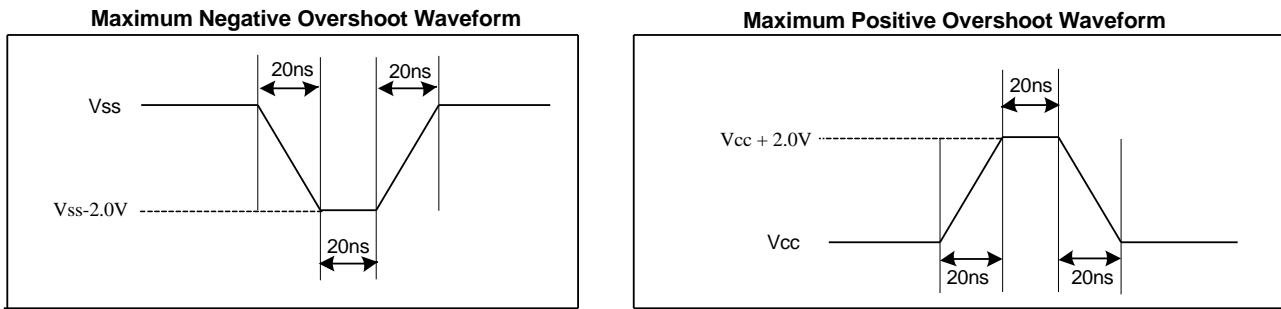 Maximum Negative Overshoot Waveform
20ns
20ns
Vss
Vss-2.0V
20ns
Maximum Positive Overshoot Waveform
20ns
Vcc + 2.0V
Vcc
20ns
20ns